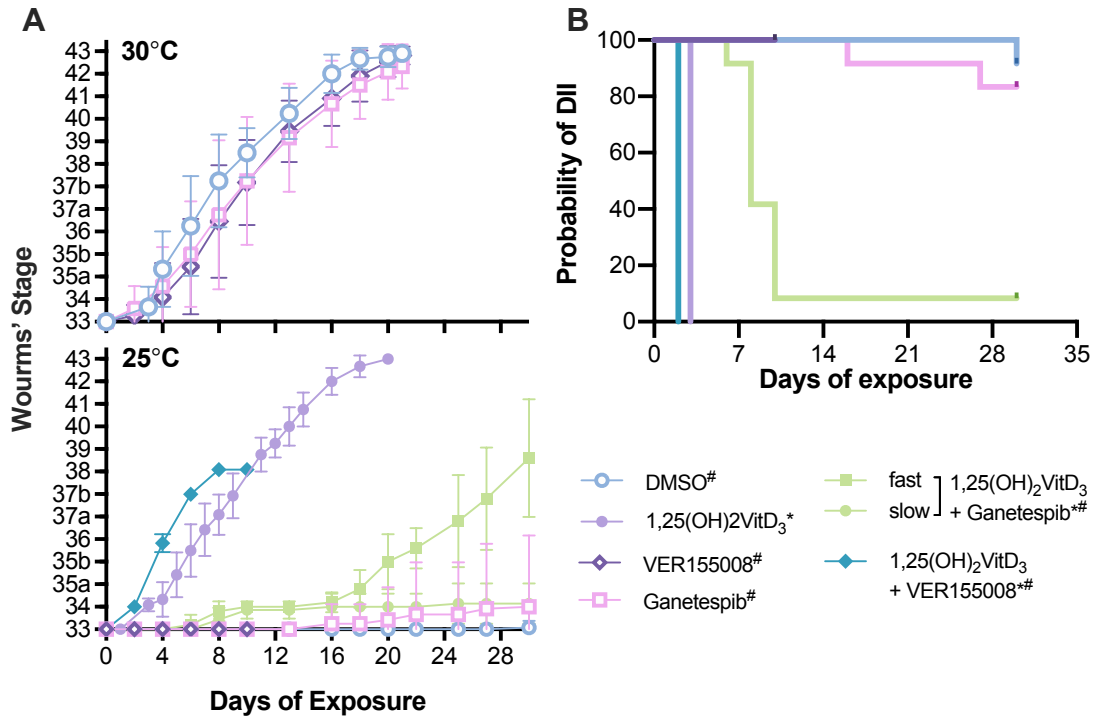 A
B
30°C
43
42
41
40
39
38
37b
37a
36
35b
35a
34
33
25°C
43
42
41
40
39
38
37b
37a
36
35b
35a
34
33
0 4 8 12 16 20 24 28
Wourms’ Stage
Days of Exposure
100
80
60
40
20
0
0 7 14 21 28 35
Probability of DII
Days of exposure
DMSO#
1,25(OH)2VitD₃*
VER155008#
Ganetespib#
fast 1,25(OH)₂VitD₃
slow + Ganetespib*#
1,25(OH)₂VitD₃
+ VER155008*#